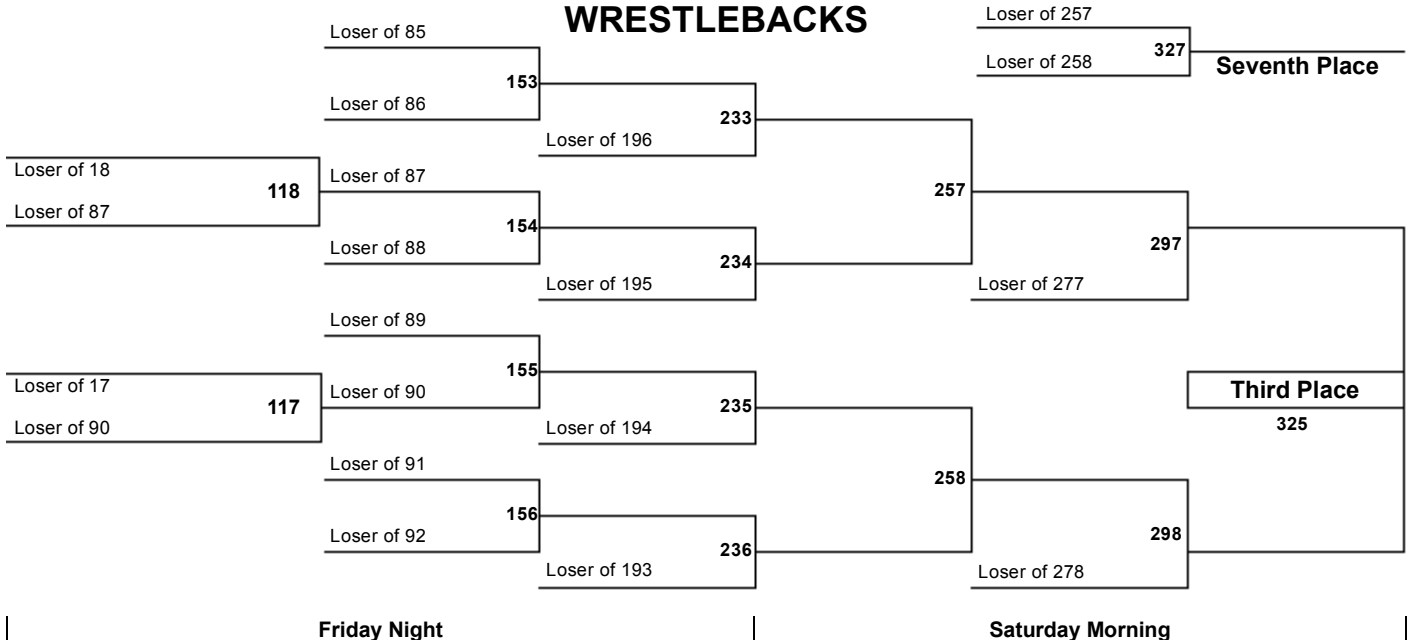 WRESTLEBACKS
Loser of 257
327
Loser of 258
Seventh Place
Loser of 85
153
Loser of 86
233
Loser of 196
Loser of 18
118
Loser of 87
Loser of 87
154
Loser of 88
234
Loser of 195
257
297
Loser of 277
Loser of 89
155
Loser of 90
Loser of 17
117
Loser of 90
235
Loser of 194
Loser of 91
156
Loser of 92
236
Loser of 193
258
298
Loser of 278
Third Place
325
Friday Night
Saturday Morning